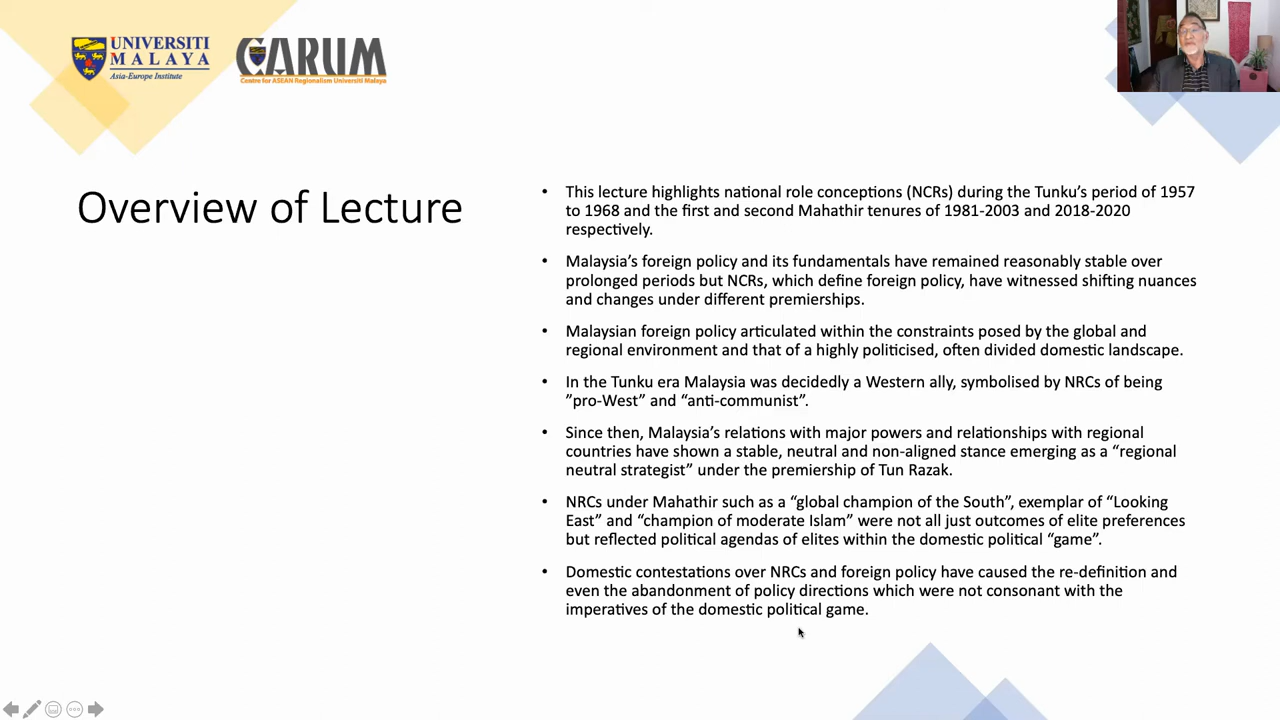 UNIVERSITI
MALAYA
Asia-Europe Institute
CARUM
Centre for ASEAN Regionalism Universiti Malaya
Overview of Lecture
• This lecture highlights national role conceptions (NCRs) during the Tunku’s period of 1957
to 1968 and the first and second Mahathir tenures of 1981-2003 and 2018-2020
respectively.
• Malaysia’s foreign policy and its fundamentals have remained reasonably stable over
prolonged periods but NCRs, which define foreign policy, have witnessed shifting nuances
and changes under different premierships.
• Malaysian foreign policy articulated within the constraints posed by the global and
regional environment and that of a highly politicised, often divided domestic landscape.
• In the Tunku era Malaysia was decidedly a Western ally, symbolised by NRCs of being
”pro-West” and “anti-communist”.
• Since then, Malaysia’s relations with major powers and relationships with regional
countries have shown a stable, neutral and non-aligned stance emerging as a “regional
neutral strategist” under the premiership of Tun Razak.
• NRCs under Mahathir such as a “global champion of the South”, exemplar of “Looking
East” and “champion of moderate Islam” were not all just outcomes of elite preferences
but reflected political agendas of elites within the domestic political “game”.
• Domestic contestations over NRCs and foreign policy have caused the re-definition and
even the abandonment of policy directions which were not consonant with the
imperatives of the domestic political game.